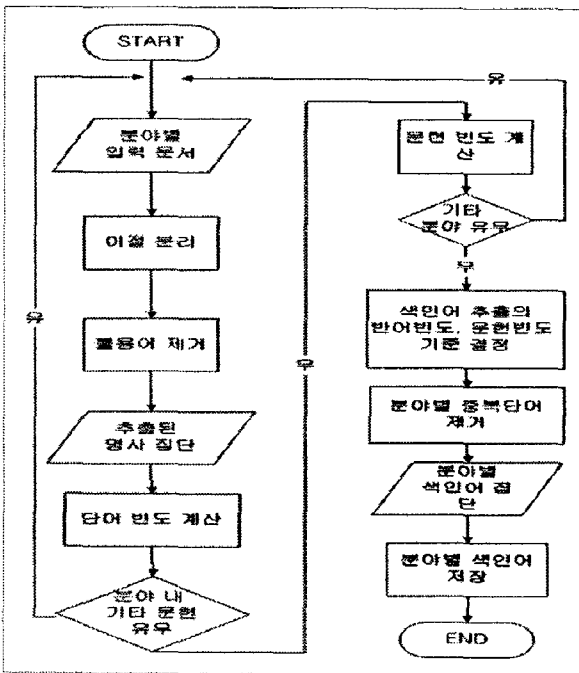 START
분야별
입력 문서
어절 분리
불용어 제거
추출된
명사 집단
단어 빈도 계산
분야 내
기타 문헌
유무
유
무
문헌 빈도 계
산
기타
분야 유무
유
무
색인어 추출의
반어빈도, 문헌빈도
기준 결정
분야별 중복단어
제거
분야별
색인어 집
단
분야별 색인어
저장
END